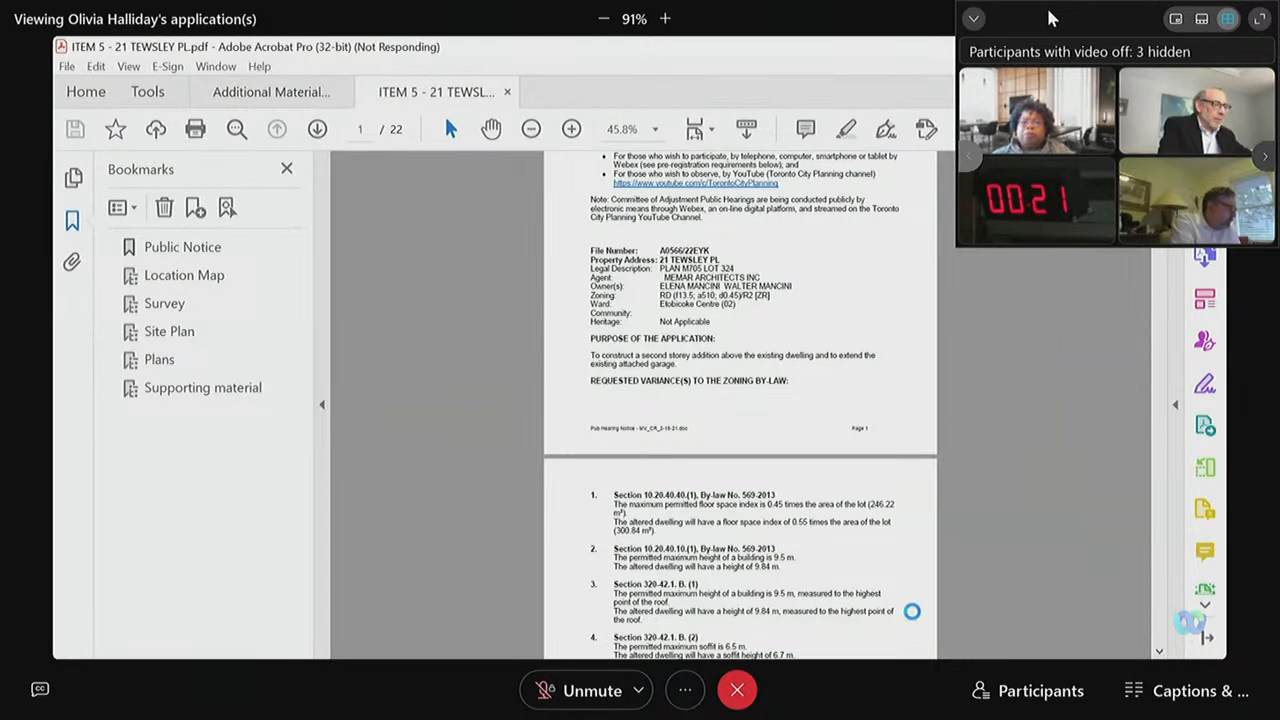 Viewing Olivia Halliday's application(s)
91%
Participants with video off: 3 hidden
00:21
ITEM 5 - 21 TEWSLEY PL.pdf - Adobe Acrobat Pro (32-bit) (Not Responding)
File Edit View E-Sign Window Help
Home Tools Additional Material... ITEM 5 - 21 TEWSL...
1 / 22 45.8%
Bookmarks
Public Notice
Location Map
Survey
Site Plan
Plans
Supporting material
• For those who wish to participate, by telephone, computer, smartphone or tablet by
Webex (see pre-registration requirements below); and
• For those who wish to observe, by YouTube (Toronto City Planning channel)
https://www.youtube.com/c/TorontoCityPlanning
Note: Committee of Adjustment Public Hearings are being conducted publicly by
electronic means through Webex, an on-line digital platform, and streamed on the Toronto
City Planning YouTube Channel.
File Number: A0566/22EYK
Property Address: 21 TEWSLEY PL
Legal Description: PLAN M705 LOT 324
Agent: MEMAR ARCHITECTS INC
Owner(s): ELENA MANCINI WALTER MANCINI
Zoning: RD (f13.5; a510; d0.45)/R2 [ZR]
Ward: Etobicoke Centre (02)
Community:
Heritage: Not Applicable
PURPOSE OF THE APPLICATION:
To construct a second storey addition above the existing dwelling and to extend the
existing attached garage.
REQUESTED VARIANCE(S) TO THE ZONING BY-LAW:
Pub Hearing Notice - MV_CR_2-18-21.doc Page 1
1. Section 10.20.40.40.(1), By-law No. 569-2013
The maximum permitted floor space index is 0.45 times the area of the lot (246.22
m²).
The altered dwelling will have a floor space index of 0.55 times the area of the lot
(300.84 m²).
2. Section 10.20.40.10.(1), By-law No. 569-2013
The permitted maximum height of a building is 9.5 m.
The altered dwelling will have a height of 9.84 m.
3. Section 320-42.1. B. (1)
The permitted maximum height of a building is 9.5 m, measured to the highest
point of the roof.
The altered dwelling will have a height of 9.84 m, measured to the highest point of
the roof.
4. Section 320-42.1. B. (2)
The permitted maximum soffit is 6.5 m.
The altered dwelling will have a soffit height of 6.7 m.
CC Unmute Participants Captions & ...